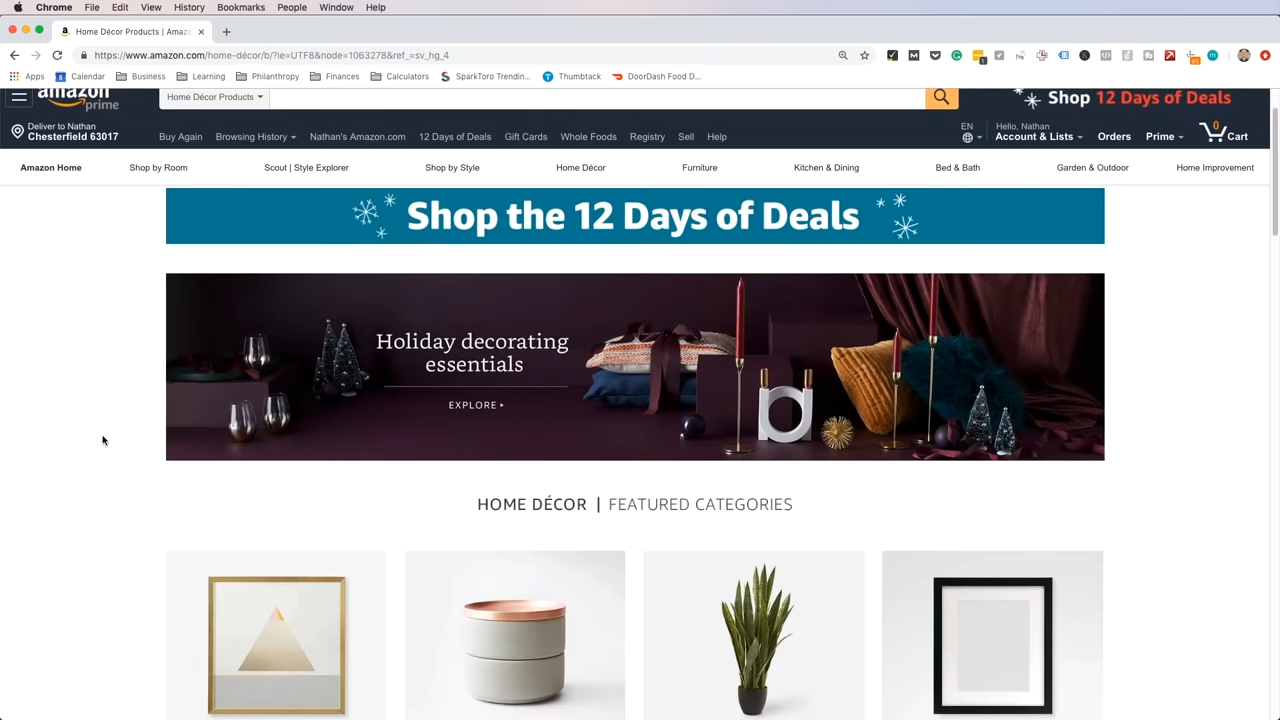 Chrome File Edit View History Bookmarks People Window Help
Home Décor Products | Amaz
https://www.amazon.com/home-décor/b/?ie=UTF8&node=1063278&ref_=sv_hg_4
Apps Calendar Business Learning Philanthropy Finances Calculators SparkToro Trendin... Thumbtack DoorDash Food D...
amazon
prime
Home Décor Products
Shop 12 Days of Deals
Deliver to Nathan
Chesterfield 63017
Buy Again Browsing History Nathan's Amazon.com 12 Days of Deals Gift Cards Whole Foods Registry Sell Help
EN
Hello, Nathan
Account & Lists Orders Prime 0 Cart
Amazon Home Shop by Room Scout | Style Explorer Shop by Style Home Décor Furniture Kitchen & Dining Bed & Bath Garden & Outdoor Home Improvement
Shop the 12 Days of Deals
Holiday decorating
essentials
EXPLORE
HOME DÉCOR | FEATURED CATEGORIES